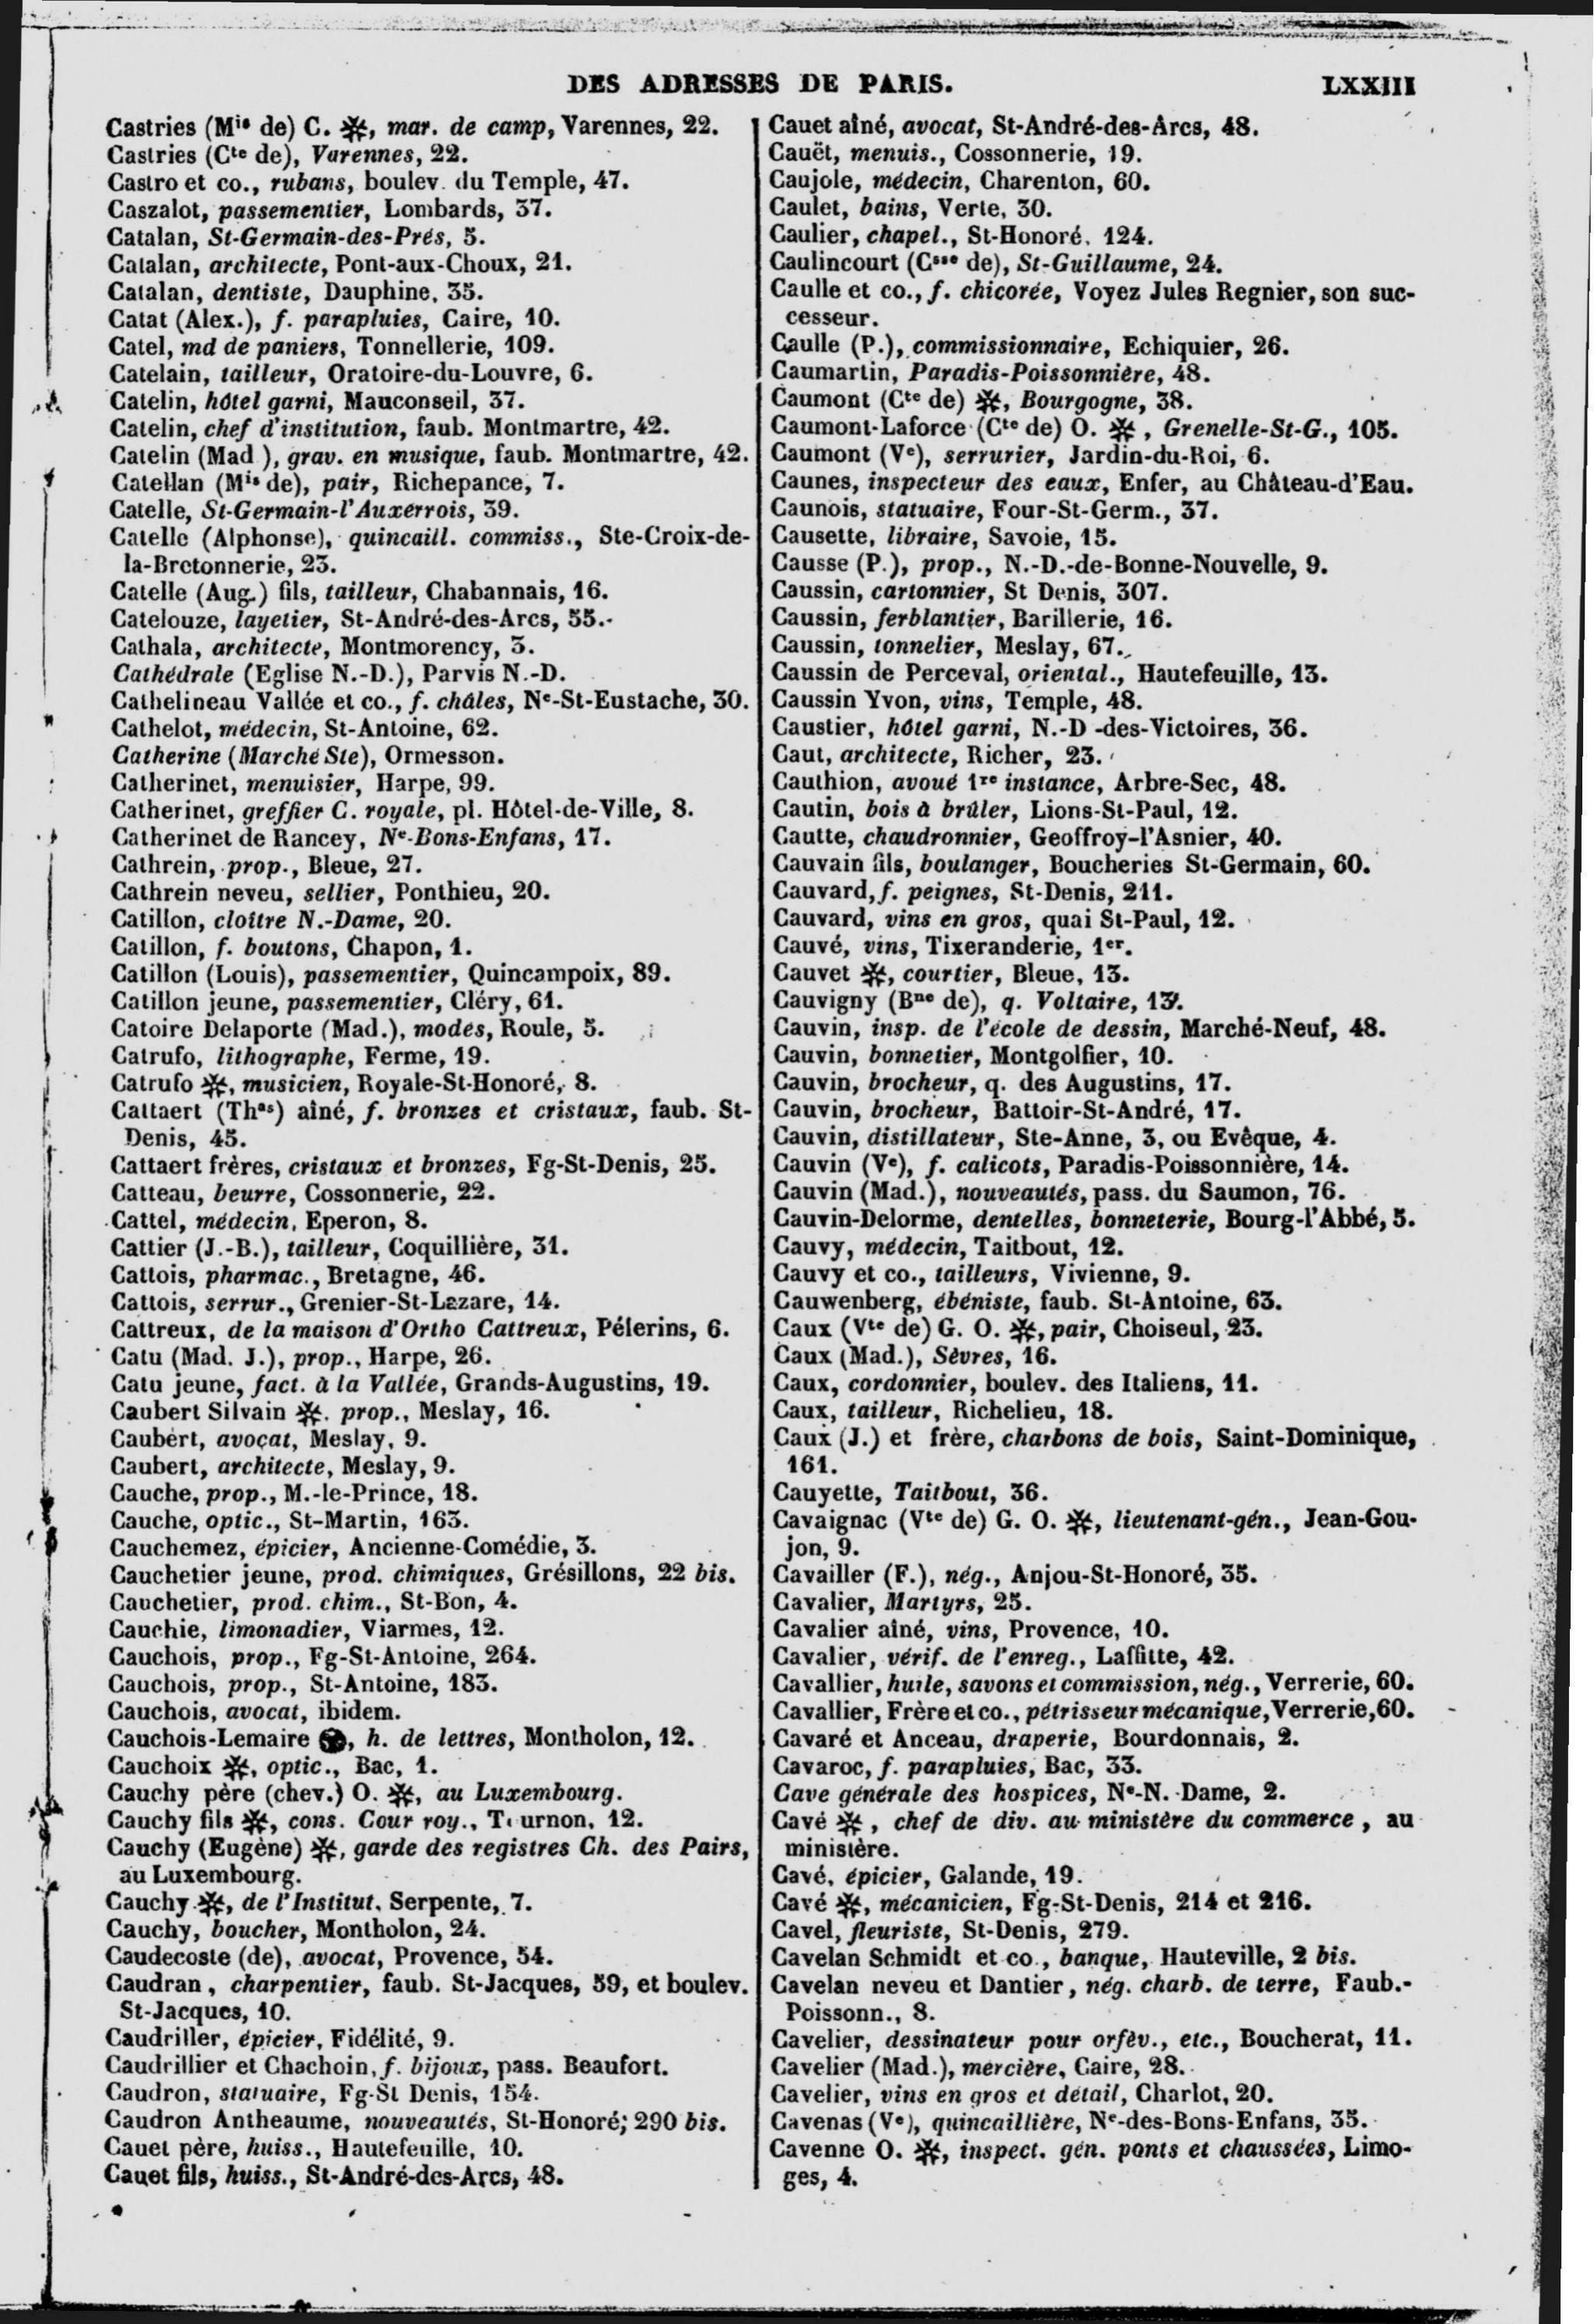 DES ADRESSES DE PARIS. LXXIII
Castries (Mis de) C. ✻, mar. de camp, Varennes, 22.
Castries (Cte de), Varennes, 22.
Castro et co., rubans, boulev. du Temple, 47.
Caszalot, passementier, Lombards, 37.
Catalan, St-Germain-des-Prés, 5.
Catalan, architecte, Pont-aux-Choux, 21.
Catalan, dentiste, Dauphine, 35.
Catat (Alex.), f. parapluies, Caire, 10.
Catel, md de paniers, Tonnellerie, 109.
Catelain, tailleur, Oratoire-du-Louvre, 6.
Catelin, hôtel garni, Mauconseil, 37.
Catelin, chef d'institution, faub. Montmartre, 42.
Catelin (Mad ), grav. en musique, faub. Montmartre, 42.
Catellan (Mis de), pair, Richepance, 7.
Catelle, St-Germain-l'Auxerrois, 39.
Catelle (Alphonse), quincaill. commiss., Ste-Croix-de-
la-Bretonnerie, 23.
Catelle (Aug.) fils, tailleur, Chabannais, 16.
Catelouze, layetier, St-André-des-Arcs, 55.
Cathala, architecte, Montmorency, 3.
Cathédrale (Eglise N.-D.), Parvis N.-D.
Cathelineau Vallée et co., f. châles, Ne-St-Eustache, 30.
Cathelot, médecin, St-Antoine, 62.
Catherine (Marché Ste), Ormesson.
Catherinet, menuisier, Harpe, 99.
Catherinet, greffier C. royale, pl. Hôtel-de-Ville, 8.
Catherinet de Rancey, Ne-Bons-Enfans, 17.
Cathrein, prop., Bleue, 27.
Cathrein neveu, sellier, Ponthieu, 20.
Catillon, cloître N.-Dame, 20.
Catillon, f. boutons, Chapon, 1.
Catillon (Louis), passementier, Quincampoix, 89.
Catillon jeune, passementier, Cléry, 61.
Catoire Delaporte (Mad.), modes, Roule, 5.
Catrufo, lithographe, Ferme, 19.
Catrufo ✻, musicien, Royale-St-Honoré, 8.
Cattaert (Thas) aîné, f. bronzes et cristaux, faub. St-
Denis, 45.
Cattaert frères, cristaux et bronzes, Fg-St-Denis, 25.
Catteau, beurre, Cossonnerie, 22.
Cattel, médecin, Eperon, 8.
Cattier (J.-B.), tailleur, Coquillière, 31.
Cattois, pharmac., Bretagne, 46.
Cattois, serrur., Grenier-St-Lazare, 14.
Cattreux, de la maison d'Ortho Cattreux, Pélerins, 6.
Catu (Mad. J.), prop., Harpe, 26.
Catu jeune, fact. à la Vallée, Grands-Augustins, 19.
Caubert Silvain ✻. prop., Meslay, 16.
Caubert, avocat, Meslay, 9.
Caubert, architecte, Meslay, 9.
Cauche, prop., M.-le-Prince, 18.
Cauche, optic., St-Martin, 163.
Cauchemez, épicier, Ancienne-Comédie, 3.
Cauchetier jeune, prod. chimiques, Grésillons, 22 bis.
Cauchetier, prod. chim., St-Bon, 4.
Cauchie, limonadier, Viarmes, 12.
Cauchois, prop., Fg-St-Antoine, 264.
Cauchois, prop., St-Antoine, 183.
Cauchois, avocat, ibidem.
Cauchois-Lemaire, h. de lettres, Montholon, 12.
Cauchoix ✻, optic., Bac, 1.
Cauchy père (chev.) O. ✻, au Luxembourg.
Cauchy fils ✻, cons. Cour roy., Tournon, 12.
Cauchy (Eugène) ✻, garde des registres Ch. des Pairs,
au Luxembourg.
Cauchy ✻, de l'Institut, Serpente, 7.
Cauchy, boucher, Montholon, 24.
Caudecoste (de), avocat, Provence, 54.
Caudran, charpentier, faub. St-Jacques, 59, et boulev.
St-Jacques, 10.
Caudriller, épicier, Fidélité, 9.
Caudrillier et Chachoin, f. bijoux, pass. Beaufort.
Caudron, statuaire, Fg-St Denis, 154.
Caudron Antheaume, nouveautés, St-Honoré, 290 bis.
Cauet père, huiss., Hautefeuille, 10.
Cauet fils, huiss., St-André-des-Arcs, 48.
Cauet aîné, avocat, St-André-des-Arcs, 48.
Cauët, menuis., Cossonnerie, 19.
Caujole, médecin, Charenton, 60.
Caulet, bains, Verte, 30.
Caulier, chapel., St-Honoré, 124.
Caulincourt (Csse de), St-Guillaume, 24.
Caulle et co., f. chicorée, Voyez Jules Regnier, son suc-
cesseur.
Caulle (P.), commissionnaire, Echiquier, 26.
Caumartin, Paradis-Poissonnière, 48.
Caumont (Cte de) ✻, Bourgogne, 38.
Caumont-Laforce (Cte de) O. ✻, Grenelle-St-G., 105.
Caumont (Ve), serrurier, Jardin-du-Roi, 6.
Caunes, inspecteur des eaux, Enfer, au Château-d'Eau.
Caunois, statuaire, Four-St-Germ., 37.
Causette, libraire, Savoie, 15.
Causse (P.), prop., N.-D.-de-Bonne-Nouvelle, 9.
Caussin, cartonnier, St Denis, 307.
Caussin, ferblantier, Barillerie, 16.
Caussin, tonnelier, Meslay, 67.
Caussin de Perceval, oriental., Hautefeuille, 13.
Caussin Yvon, vins, Temple, 48.
Caustier, hôtel garni, N.-D -des-Victoires, 36.
Caut, architecte, Richer, 23.
Cauthion, avoué 1re instance, Arbre-Sec, 48.
Cautin, bois à brûler, Lions-St-Paul, 12.
Cautte, chaudronnier, Geoffroy-l'Asnier, 40.
Cauvain fils, boulanger, Boucheries St-Germain, 60.
Cauvard, f. peignes, St-Denis, 211.
Cauvard, vins en gros, quai St-Paul, 12.
Cauvé, vins, Tixeranderie, 1er.
Cauvet ✻, courtier, Bleue, 13.
Cauvigny (Bne de), q. Voltaire,
Cauvin, insp. de l'école de dessin, Marché-Neuf, 48.
Cauvin, bonnetier, Montgolfier, 10.
Cauvin, brocheur, q. des Augustins, 17.
Cauvin, brocheur, Battoir-St-André, 17.
Cauvin, distillateur, Ste-Anne, 3, ou Evêque, 4.
Cauvin (Ve), f. calicots, Paradis-Poissonnière, 14.
Cauvin (Mad.), nouveautés, pass. du Saumon, 76.
Cauvin-Delorme, dentelles, bonneterie, Bourg-l'Abbé, 5.
Cauvy, médecin, Taitbout, 12.
Cauvy et co., tailleurs, Vivienne, 9.
Cauwenberg, ébéniste, faub. St-Antoine, 63.
Caux (Vte de) G. O. ✻, pair, Choiseul, 23.
Caux (Mad.), Sèvres, 16.
Caux, cordonnier, boulev. des Italiens, 11.
Caux, tailleur, Richelieu, 18.
Caux (J.) et frère, charbons de bois, Saint-Dominique,
161.
Cauyette, Taitbout, 36.
Cavaignac (Vte de) G. O. ✻, lieutenant-gén., Jean-Gou-
jon, 9.
Cavailler (F.), nég., Anjou-St-Honoré, 35.
Cavalier, Martyrs, 25.
Cavalier aîné, vins, Provence, 10.
Cavalier, vérif. de l'enreg., Laffitte, 42.
Cavallier, huile, savons et commission, nég., Verrerie, 60.
Cavallier, Frère et co., pétrisseur mécanique, Verrerie, 60.
Cavaré et Anceau, draperie, Bourdonnais, 2.
Cavaroc, f. parapluies, Bac, 33.
Cave générale des hospices, Ne-N.-Dame, 2.
Cavé ✻, chef de div. au ministère du commerce, au
ministère.
Cavé, épicier, Galande, 19.
Cavé ✻, mécanicien, Fg-St-Denis, 214 et 216.
Cavel, fleuriste, St-Denis, 279.
Cavelan Schmidt et co., banque, Hauteville, 2 bis.
Cavelan neveu et Dantier, nég. charb. de terre, Faub.-
Poissonn., 8.
Cavelier, dessinateur pour orfèv., etc., Boucherat, 11.
Cavelier (Mad.), mercière, Caire, 28.
Cavelier, vins en gros et détail, Charlot, 20.
Cavenas (Ve), quincaillière, Ne-des-Bons-Enfans, 35.
Cavenne O. ✻, inspect. gén. ponts et chaussées, Limo-
ges, 4.